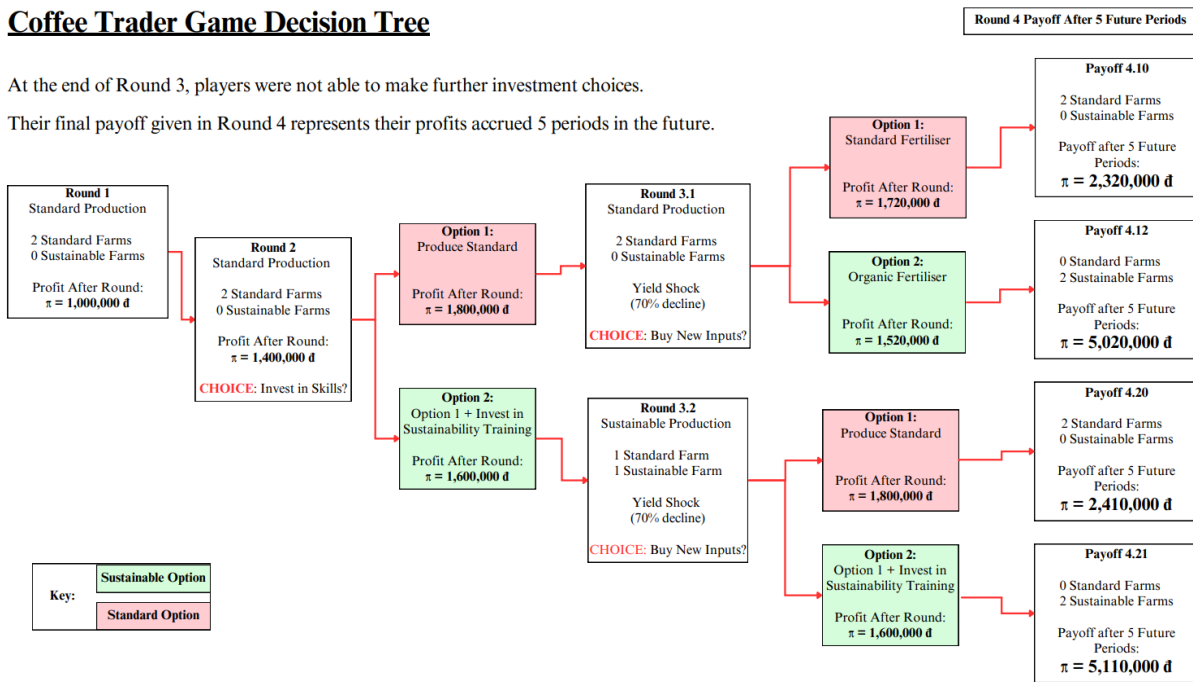 Coffee Trader Game Decision Tree
Round 4 Payoff After 5 Future Periods
At the end of Round 3, players were not able to make further investment choices.
Their final payoff given in Round 4 represents their profits accrued 5 periods in the future.
Round 1
Standard Production
2 Standard Farms
0 Sustainable Farms
Profit After Round:
π = 1,000,000 đ
Round 2
Standard Production
2 Standard Farms
0 Sustainable Farms
Profit After Round:
π = 1,400,000 đ
CHOICE: Invest in Skills?
Option 1:
Produce Standard
Profit After Round:
π = 1,800,000 đ
Option 2:
Option 1 + Invest in
Sustainability Training
Profit After Round:
π = 1,600,000 đ
Round 3.1
Standard Production
2 Standard Farms
0 Sustainable Farms
Yield Shock
(70% decline)
CHOICE: Buy New Inputs?
Round 3.2
Sustainable Production
1 Standard Farm
1 Sustainable Farm
Yield Shock
(70% decline)
CHOICE: Buy New Inputs?
Option 1:
Standard Fertiliser
Profit After Round:
π = 1,720,000 đ
Option 2:
Organic Fertiliser
Profit After Round:
π = 1,520,000 đ
Option 1:
Produce Standard
Profit After Round:
π = 1,800,000 đ
Option 2:
Option 1 + Invest in
Sustainability Training
Profit After Round:
π = 1,600,000 đ
Payoff 4.10
2 Standard Farms
0 Sustainable Farms
Payoff after 5 Future
Periods:
π = 2,320,000 đ
Payoff 4.12
0 Standard Farms
2 Sustainable Farms
Payoff after 5 Future
Periods:
π = 5,020,000 đ
Payoff 4.20
2 Standard Farms
0 Sustainable Farms
Payoff after 5 Future
Periods:
π = 2,410,000 đ
Payoff 4.21
0 Standard Farms
2 Sustainable Farms
Payoff after 5 Future
Periods:
π = 5,110,000 đ
Key:
Sustainable Option
Standard Option